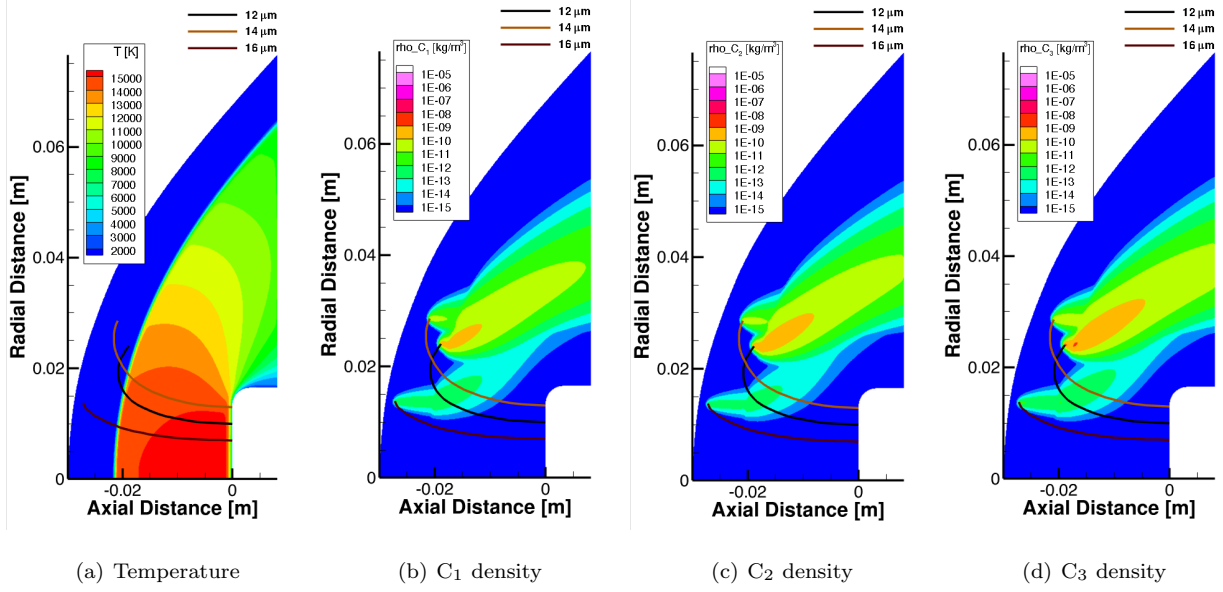 12 μm
14 μm
16 μm
T [K]
15000
14000
13000
12000
11000
10000
9000
8000
7000
6000
5000
4000
3000
2000
Radial Distance [m]
0.06
0.04
0.02
0
-0.02
0
Axial Distance [m]
(a) Temperature
12 μm
14 μm
16 μm
rho_C₁ [kg/m³]
1E-05
1E-06
1E-07
1E-08
1E-09
1E-10
1E-11
1E-12
1E-13
1E-14
1E-15
Radial Distance [m]
0.06
0.04
0.02
0
-0.02
0
Axial Distance [m]
(b) C₁ density
12 μm
14 μm
16 μm
rho_C₂ [kg/m³]
1E-05
1E-06
1E-07
1E-08
1E-09
1E-10
1E-11
1E-12
1E-13
1E-14
1E-15
Radial Distance [m]
0.06
0.04
0.02
0
-0.02
0
Axial Distance [m]
(c) C₂ density
12 μm
14 μm
16 μm
rho_C₃ [kg/m³]
1E-05
1E-06
1E-07
1E-08
1E-09
1E-10
1E-11
1E-12
1E-13
1E-14
1E-15
Radial Distance [m]
0.06
0.04
0.02
0
-0.02
0
Axial Distance [m]
(d) C₃ density